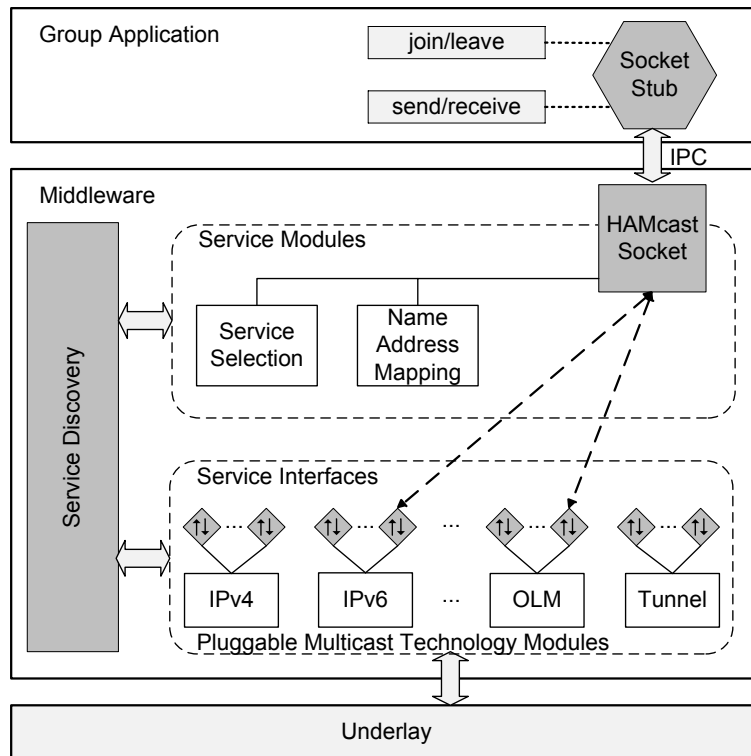 Group Application
join/leave
send/receive
Socket
Stub
IPC
Middleware
HAMcast
Socket
Service Modules
Service
Selection
Name
Address
Mapping
Service Discovery
Service Interfaces
↑↓ ... ↑↓ ↑↓ ... ↑↓ ... ↑↓ ... ↑↓ ↑↓ ... ↑↓
IPv4 IPv6 ... OLM Tunnel
Pluggable Multicast Technology Modules
Underlay